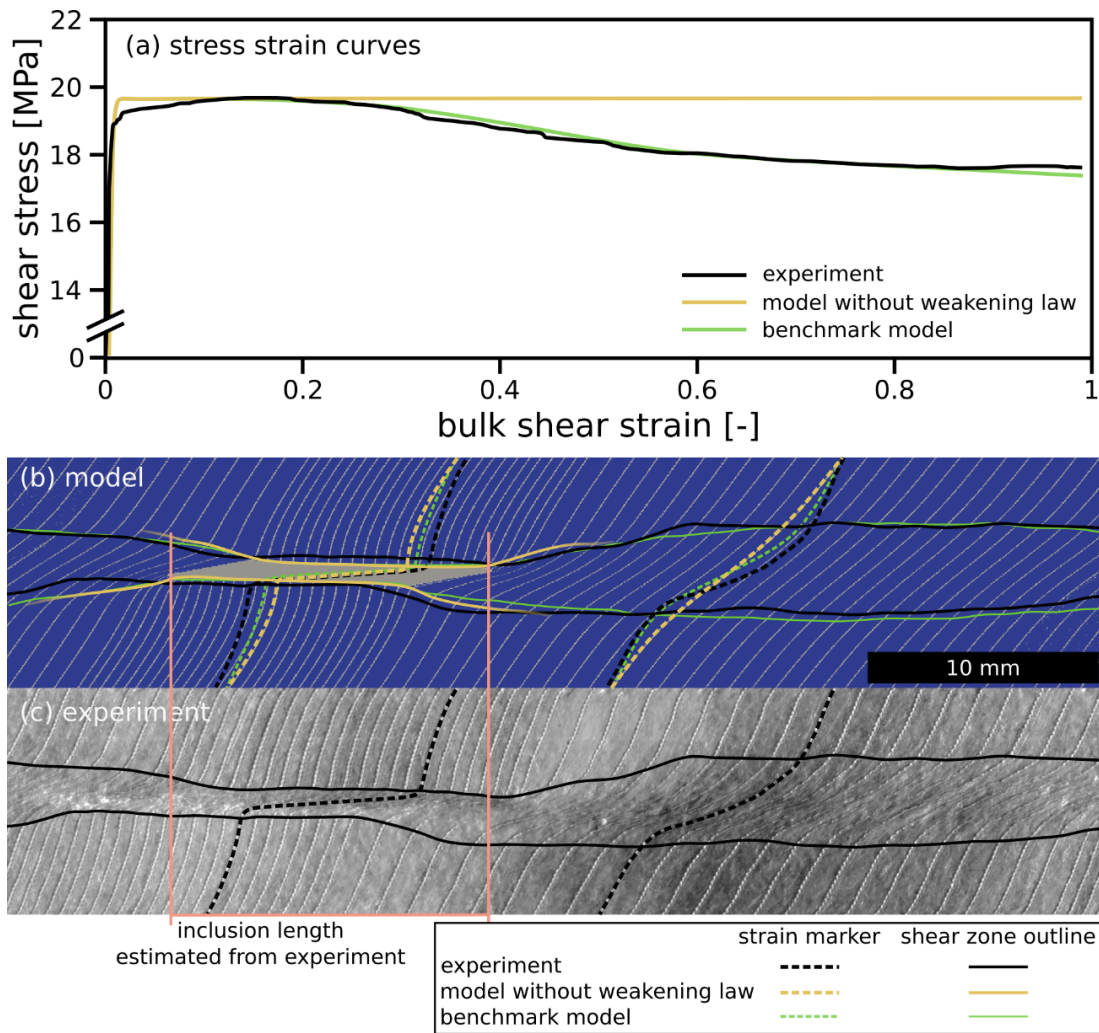 (a) stress strain curves
shear stress [MPa]
22
20
18
16
14
0
0
0.2
0.4
0.6
0.8
1
bulk shear strain [-]
experiment
model without weakening law
benchmark model
(b) model
10 mm
(c) experiment
inclusion length
estimated from experiment
strain marker shear zone outline
experiment
model without weakening law
benchmark model